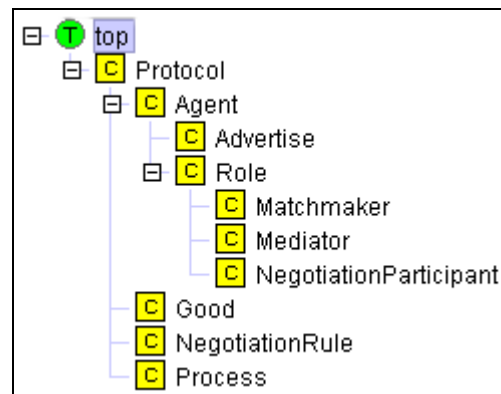 T top
C Protocol
C Agent
C Advertise
C Role
C Matchmaker
C Mediator
C NegotiationParticipant
C Good
C NegotiationRule
C Process